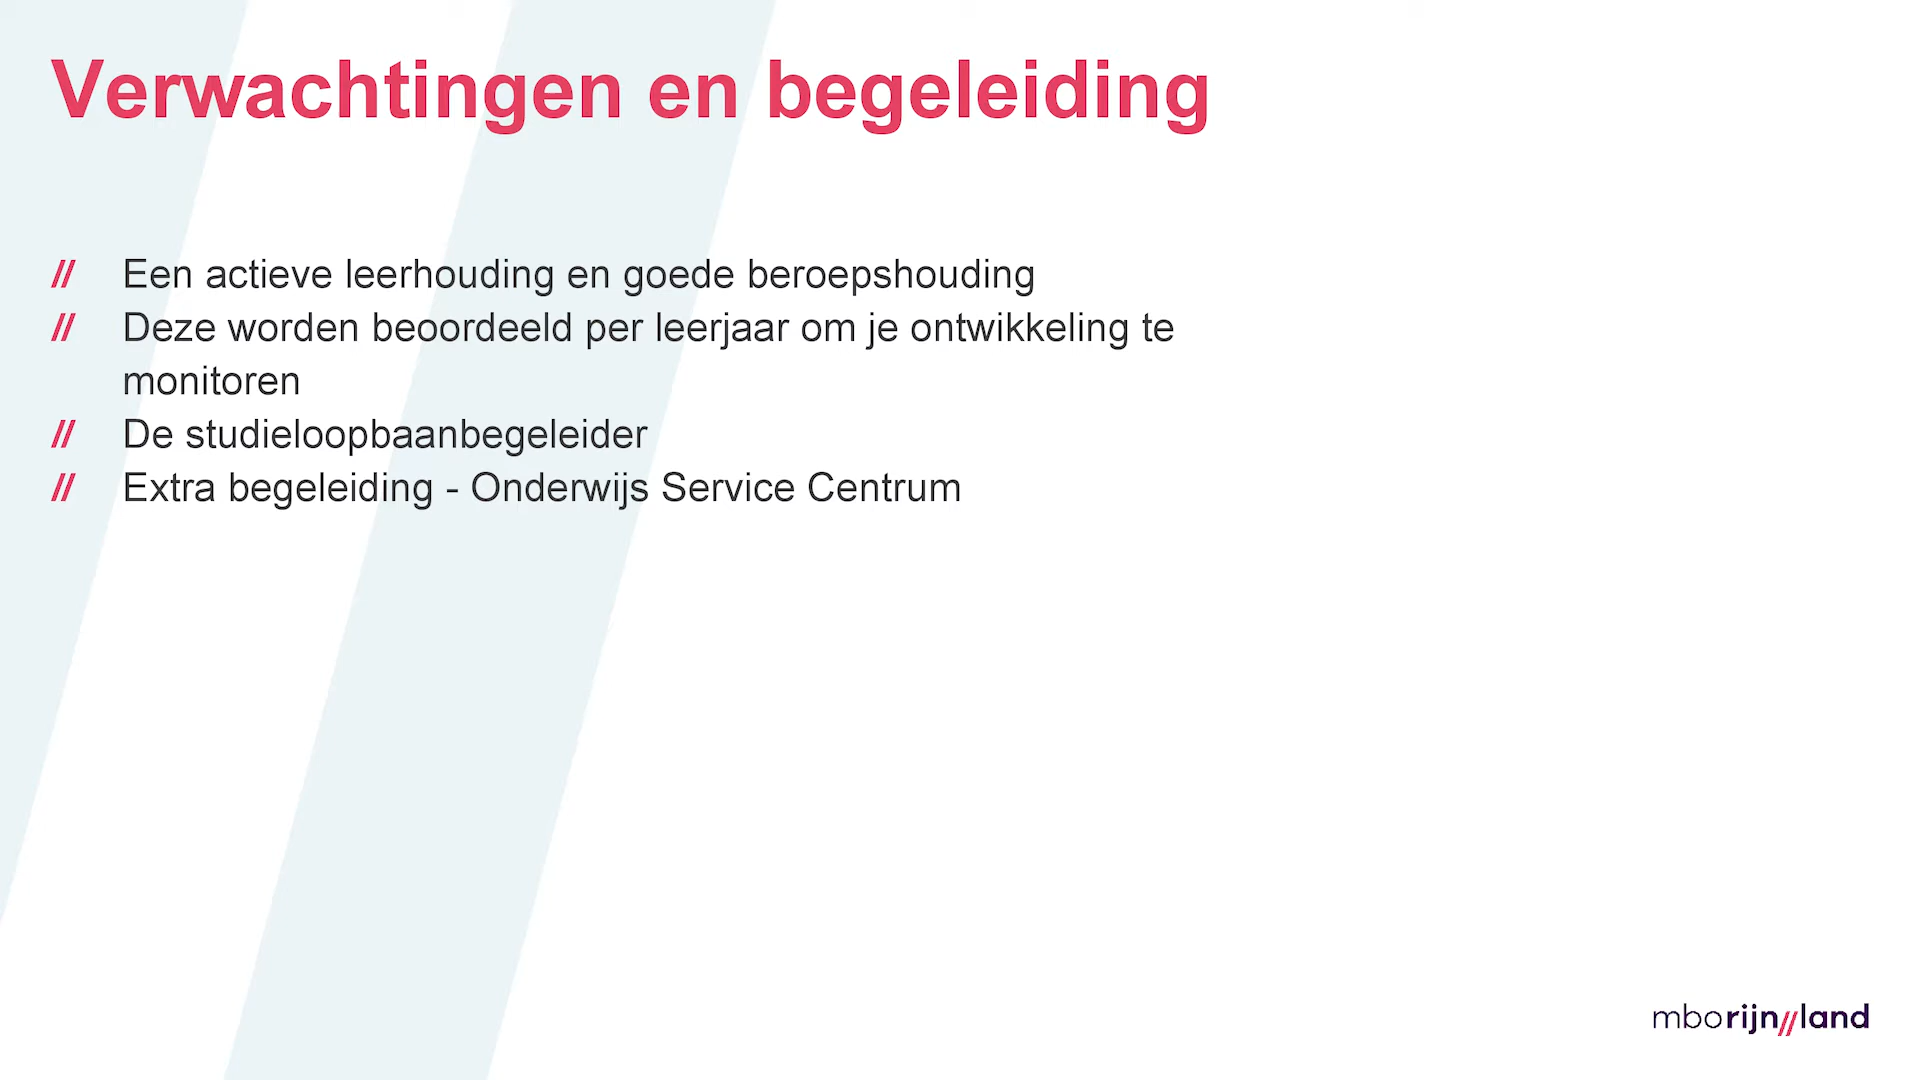 Verwachtingen en begeleiding
// Een actieve leerhouding en goede beroepshouding
// Deze worden beoordeeld per leerjaar om je ontwikkeling te
monitoren
// De studieloopbaanbegeleider
// Extra begeleiding - Onderwijs Service Centrum
mborijn//land